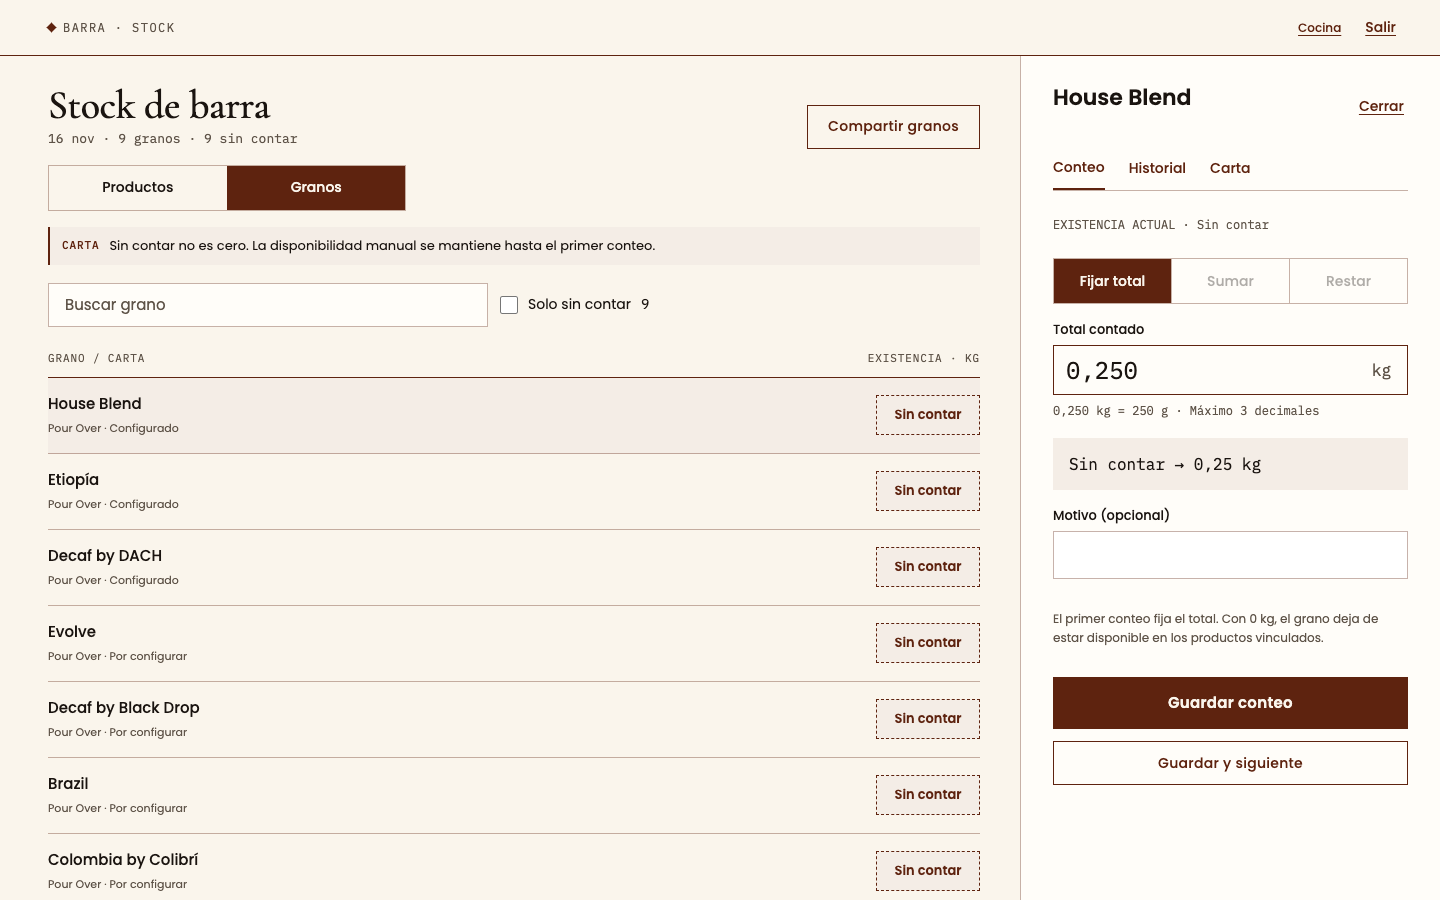 ◆ BARRA · STOCK
Cocina
Salir
Stock de barra
16 nov · 9 granos · 9 sin contar
Compartir granos
Productos
Granos
CARTA Sin contar no es cero. La disponibilidad manual se mantiene hasta el primer conteo.
Buscar grano
Solo sin contar 9
GRANO / CARTA
EXISTENCIA · KG
House Blend
Pour Over · Configurado
Sin contar
Etiopía
Pour Over · Configurado
Sin contar
Decaf by DACH
Pour Over · Configurado
Sin contar
Evolve
Pour Over · Por configurar
Sin contar
Decaf by Black Drop
Pour Over · Por configurar
Sin contar
Brazil
Pour Over · Por configurar
Sin contar
Colombia by Colibrí
Pour Over · Por configurar
Sin contar
House Blend
Cerrar
Conteo
Historial
Carta
EXISTENCIA ACTUAL · Sin contar
Fijar total
Sumar
Restar
Total contado
0,250 kg
0,250 kg = 250 g · Máximo 3 decimales
Sin contar → 0,25 kg
Motivo (opcional)
El primer conteo fija el total. Con 0 kg, el grano deja de
estar disponible en los productos vinculados.
Guardar conteo
Guardar y siguiente